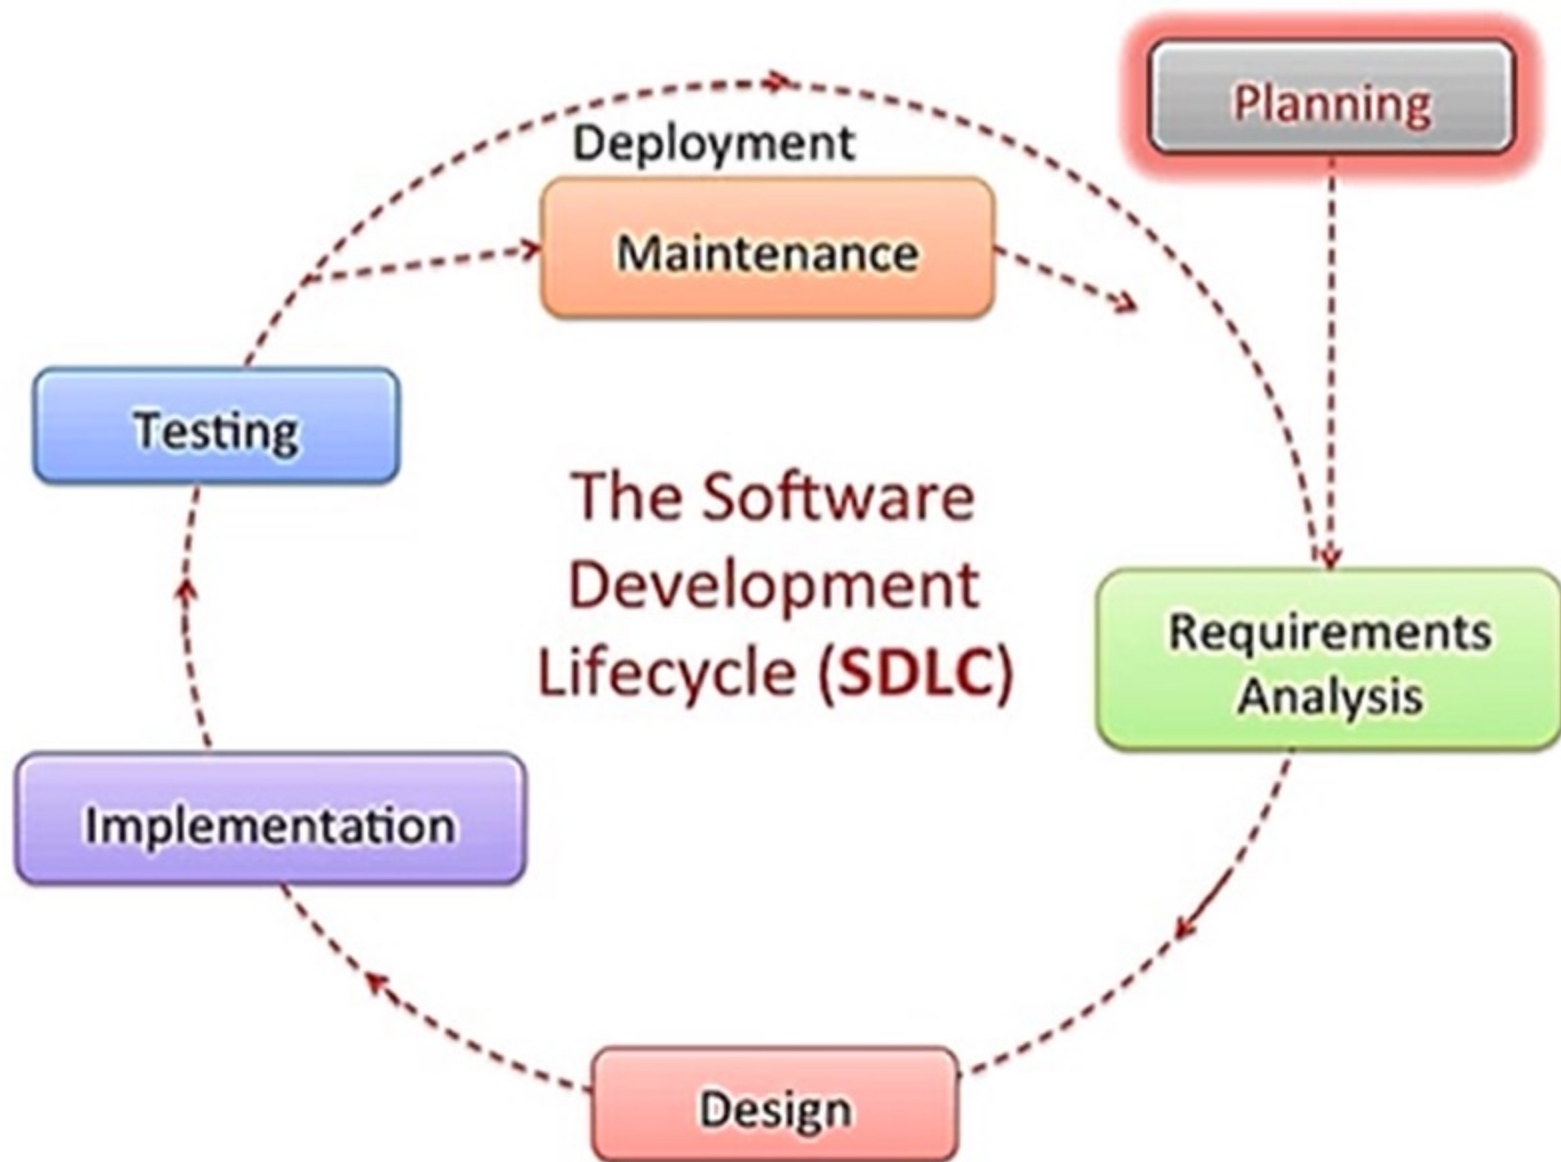 Planning
Deployment
Maintenance
Testing
The Software
Development
Lifecycle (SDLC)
Requirements
Analysis
Implementation
Design